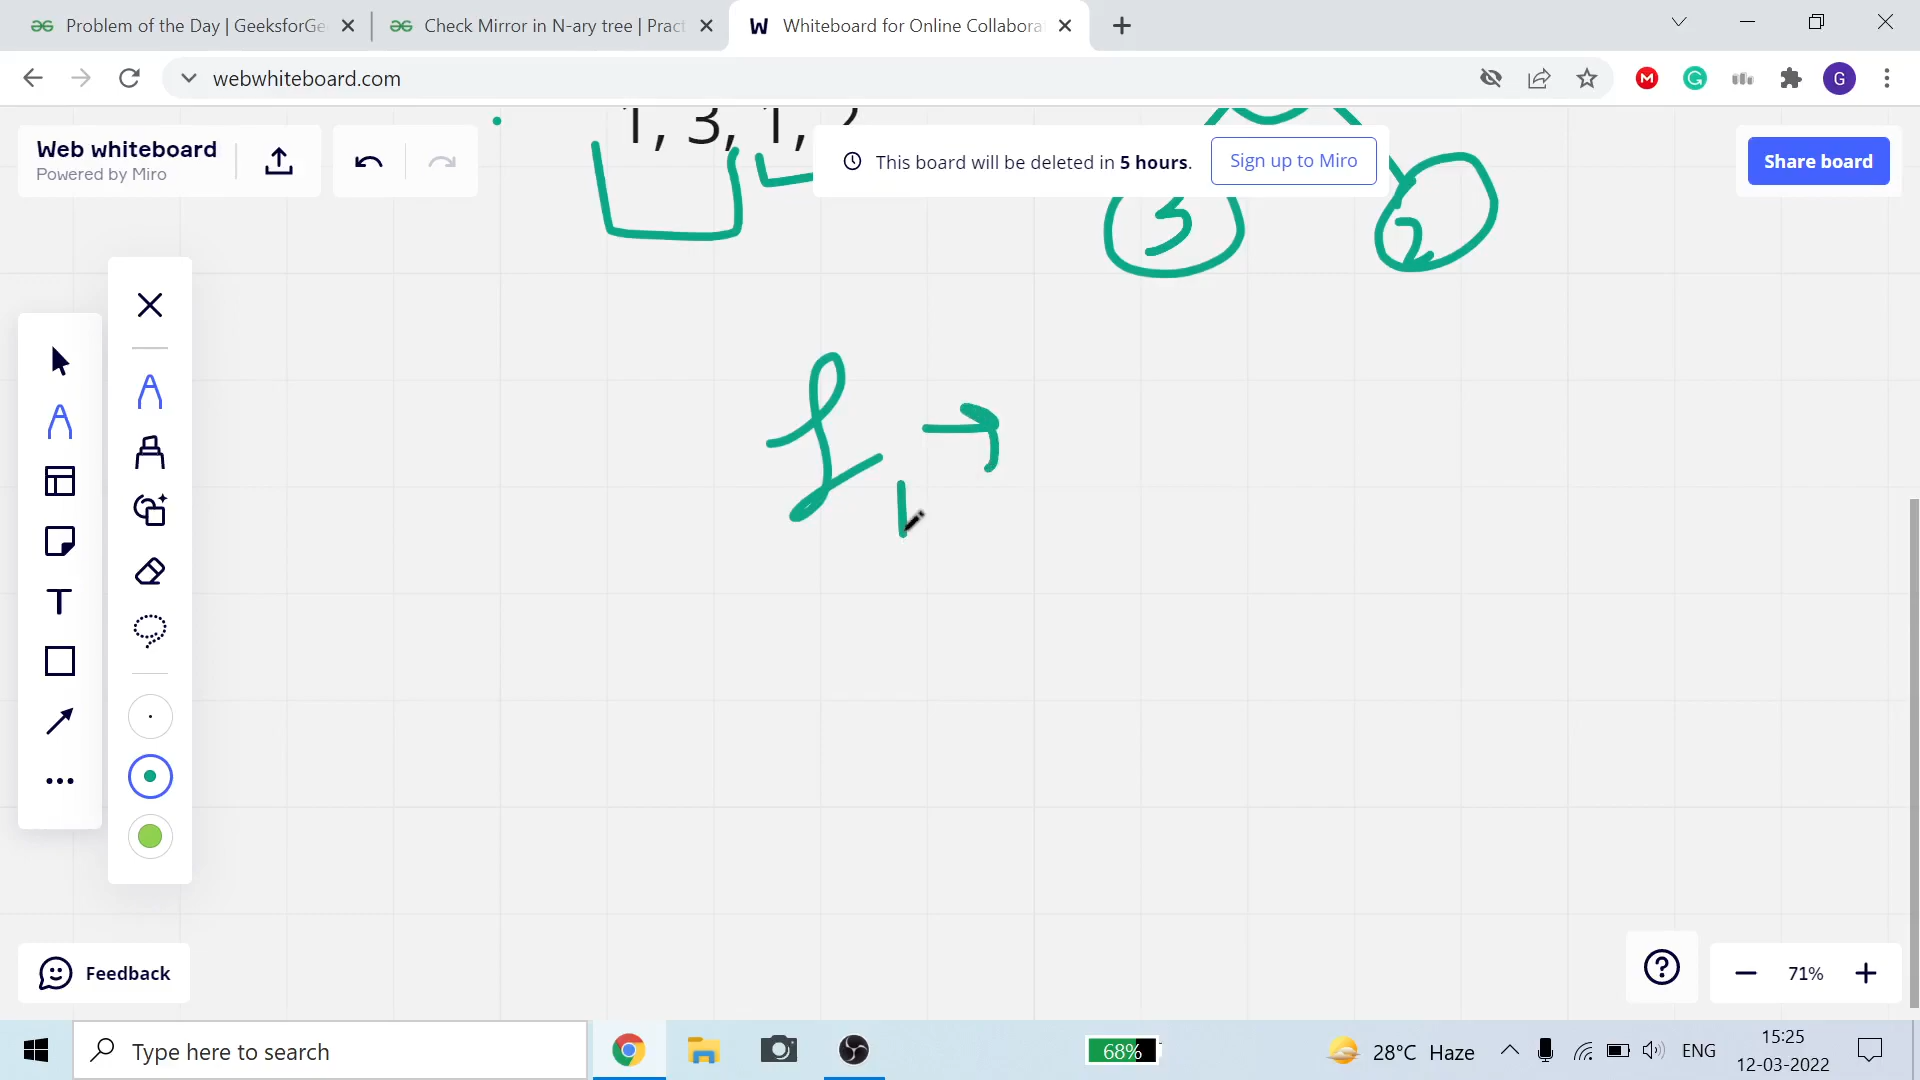 Problem of the Day | GeeksforGe
Check Mirror in N-ary tree | Pract
Whiteboard for Online Collabora
webwhiteboard.com
G
1, 3, 1, 2
Web whiteboard
Powered by Miro
This board will be deleted in 5 hours.
Sign up to Miro
Share board
3
2
Feedback
71%
Type here to search
68%
28°C Haze
ENG
15:25
12-03-2022